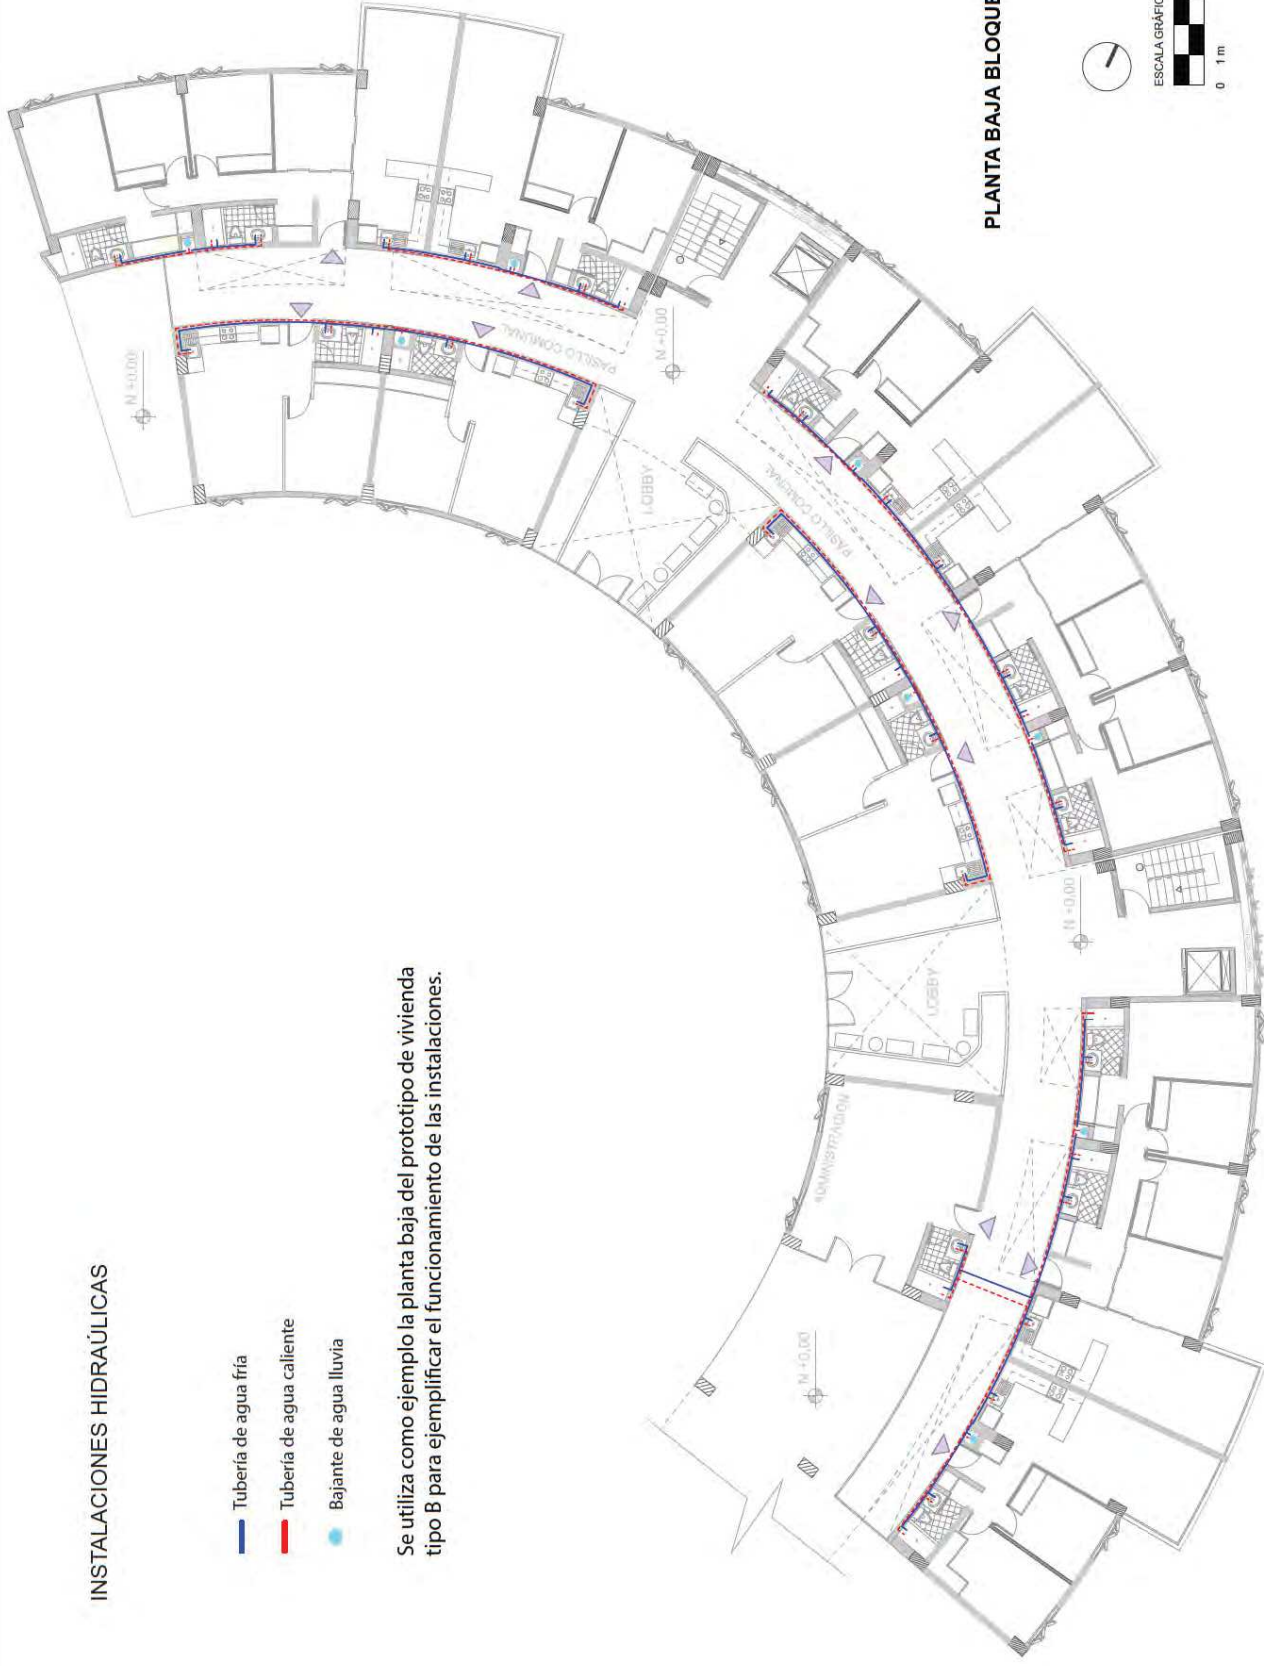 INSTALACIONES HIDRAÚLICAS
Tubería de agua fría
Tubería de agua caliente
Bajante de agua lluvia
Se utiliza como ejemplo la planta baja del prototipo de vivienda
tipo B para ejemplificar el funcionamiento de las instalaciones.
N +0,00
ADMINISTRACIÓN
LOBBY
N +0,00
PASILLO COMUNAL
LOBBY
PASILLO COMUNAL
N +0,00
N +0,00
PLANTA BAJA BLOQUE
ESCALA GRÁFIC
0 1m